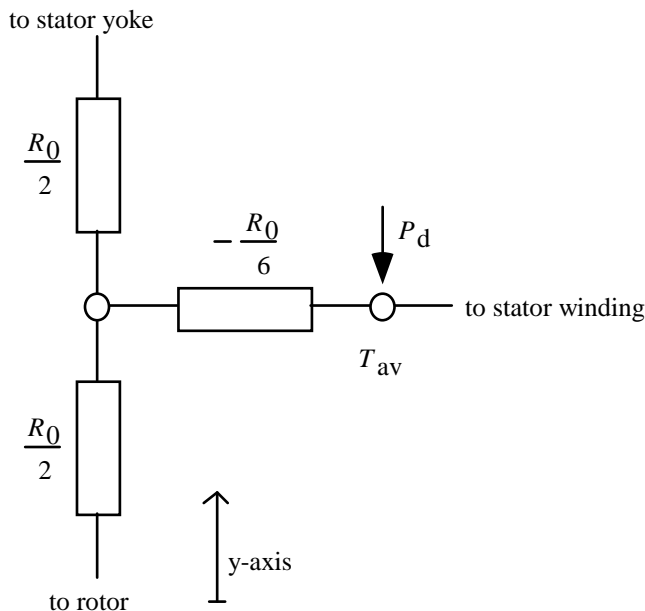 to stator yoke
R0
2
− R0
6
Pd
to stator winding
Tav
R0
2
y-axis
to rotor